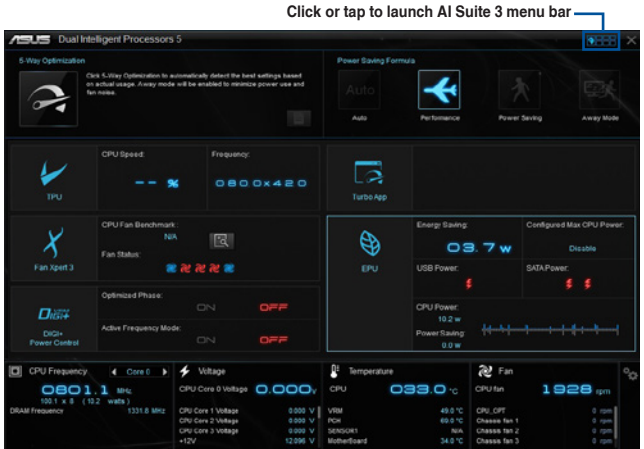 Click or tap to launch AI Suite 3 menu bar
ASUS Dual Intelligent Processors 5
5-Way Optimization
Click 5-Way Optimization to automatically detect the best settings based
on actual usage. Away mode will be enabled to minimize power use and
fan noise.
Power Saving Formula
Auto
Auto
Performance
Power Saving
Away Mode
TPU
CPU Speed:
-- %
Frequency:
0800x420
Turbo App
Fan Xpert 3
CPU Fan Benchmark:
N/A
Fan Status:
EPU
Energy Saving:
03.7 w
Configured Max CPU Power:
Disable
USB Power:
SATA Power:
CPU Power:
10.2 w
Power Saving:
0.0 w
DIGI+
DIGI+
Power Control
Optimized Phase:
ON OFF
Active Frequency Mode:
ON OFF
CPU Frequency
Core 0
0801.1 MHz
100.1 x 8 (10.2 watts)
DRAM Frequency 1331.8 MHz
Voltage
CPU Core 0 Voltage 0.000 V
CPU Core 1 Voltage 0.000 V
CPU Core 2 Voltage 0.000 V
CPU Core 3 Voltage 0.000 V
+12V 12.096 V
Temperature
CPU 033.0 °C
VRM 49.0 °C
PCH 69.0 °C
SENSOR1 N/A
MotherBoard 34.0 °C
Fan
CPU fan 1928 rpm
CPU_OPT 0 rpm
Chassis fan 1 0 rpm
Chassis fan 2 0 rpm
Chassis fan 3 0 rpm